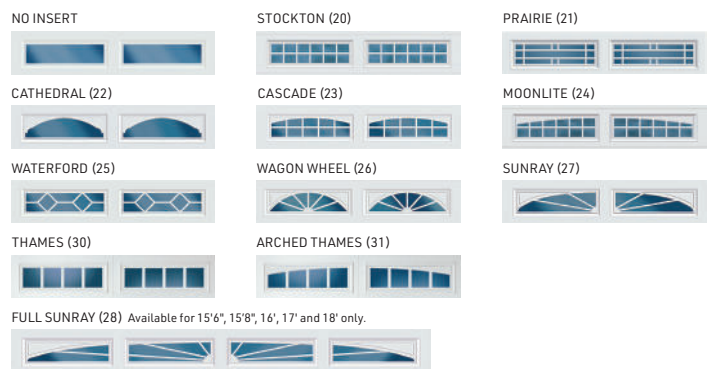 NO INSERT
STOCKTON (20)
PRAIRIE (21)
CATHEDRAL (22)
CASCADE (23)
MOONLITE (24)
WATERFORD (25)
WAGON WHEEL (26)
SUNRAY (27)
THAMES (30)
ARCHED THAMES (31)
FULL SUNRAY (28) Available for 15'6", 15'8", 16', 17' and 18' only.